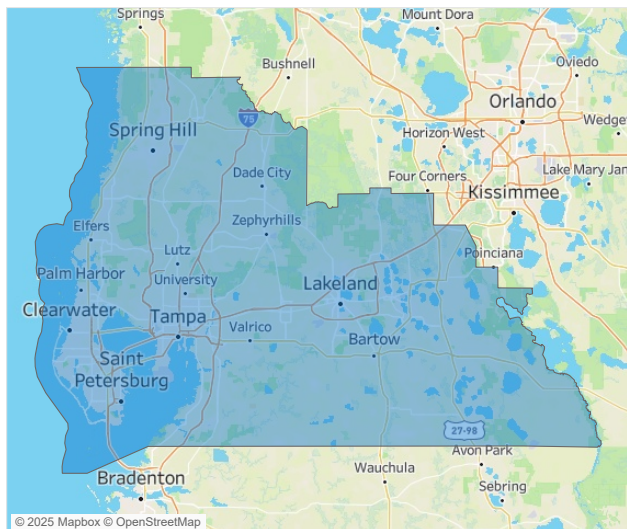 Springs
Mount Dora
Bushnell
Oviedo
Orlando
75
Spring Hill
Horizon West
Wedgef
Dade City
Four Corners
Lake Mary Jan
Kissimmee
Elfers
Zephyrhills
Lutz
Poinciana
Palm Harbor
University
Lakeland
Clearwater
Tampa
Valrico
Bartow
Saint
Petersburg
27-98
Avon Park
Wauchula
Bradenton
Sebring
© 2025 Mapbox © OpenStreetMap